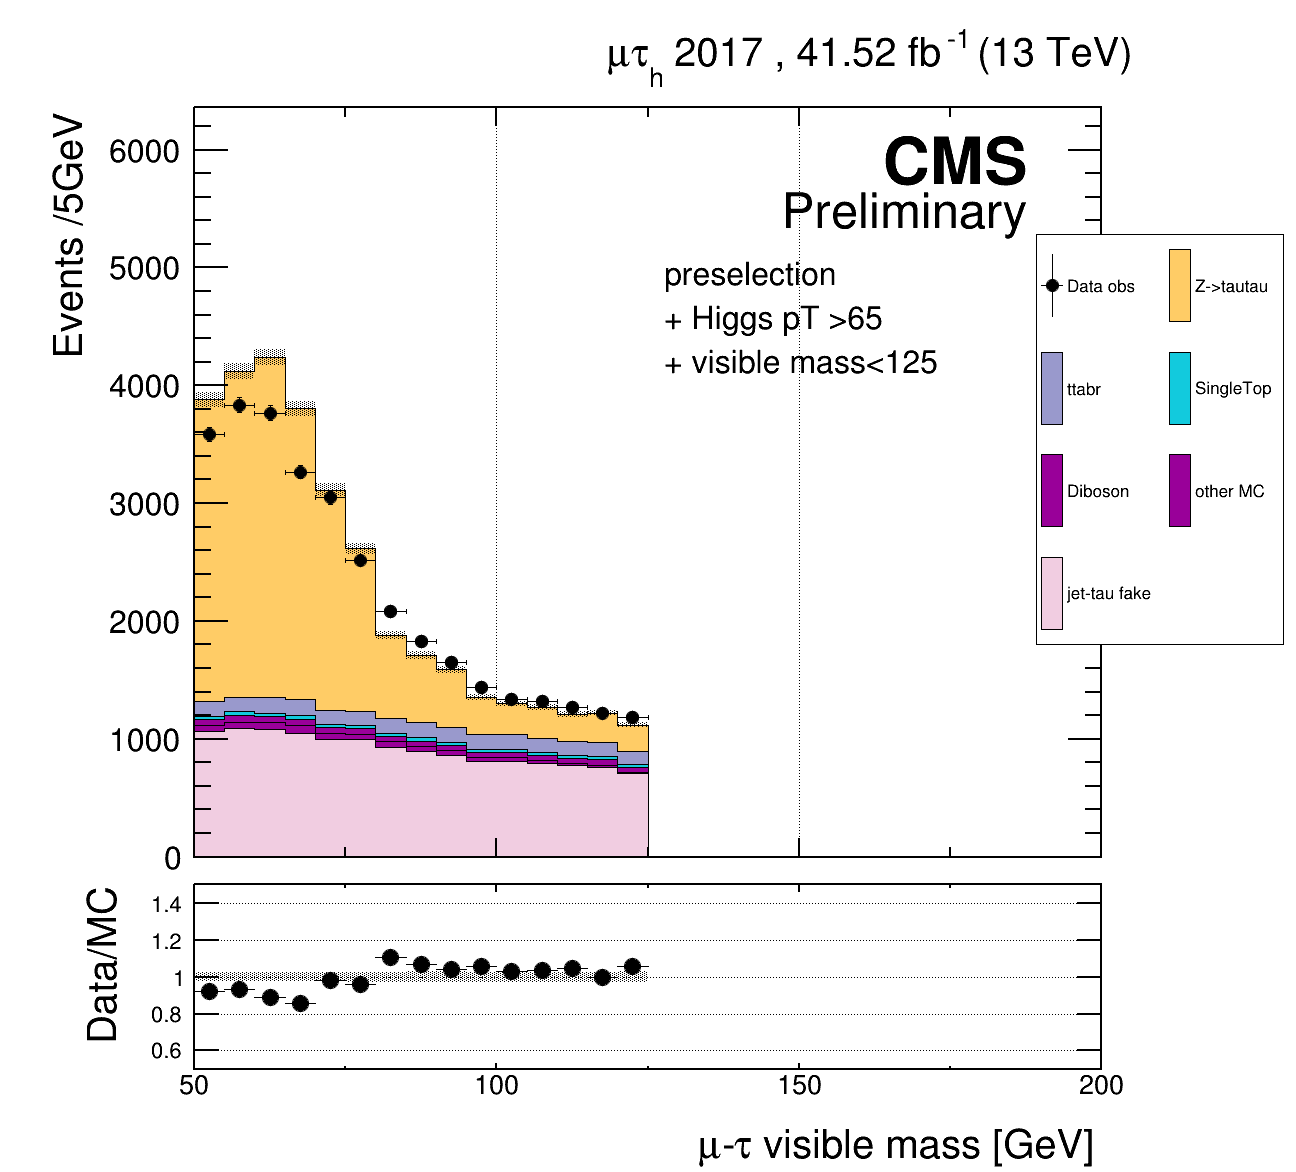 μτh 2017 , 41.52 fb-1 (13 TeV)
Events /5GeV
6000
5000
4000
3000
2000
1000
0
CMS
Preliminary
preselection
+ Higgs pT >65
+ visible mass<125
Data obs
Z->tautau
ttabr
SingleTop
Diboson
other MC
jet-tau fake
Data/MC
1.4
1.2
1
0.8
0.6
50
100
150
200
μ-τ visible mass [GeV]